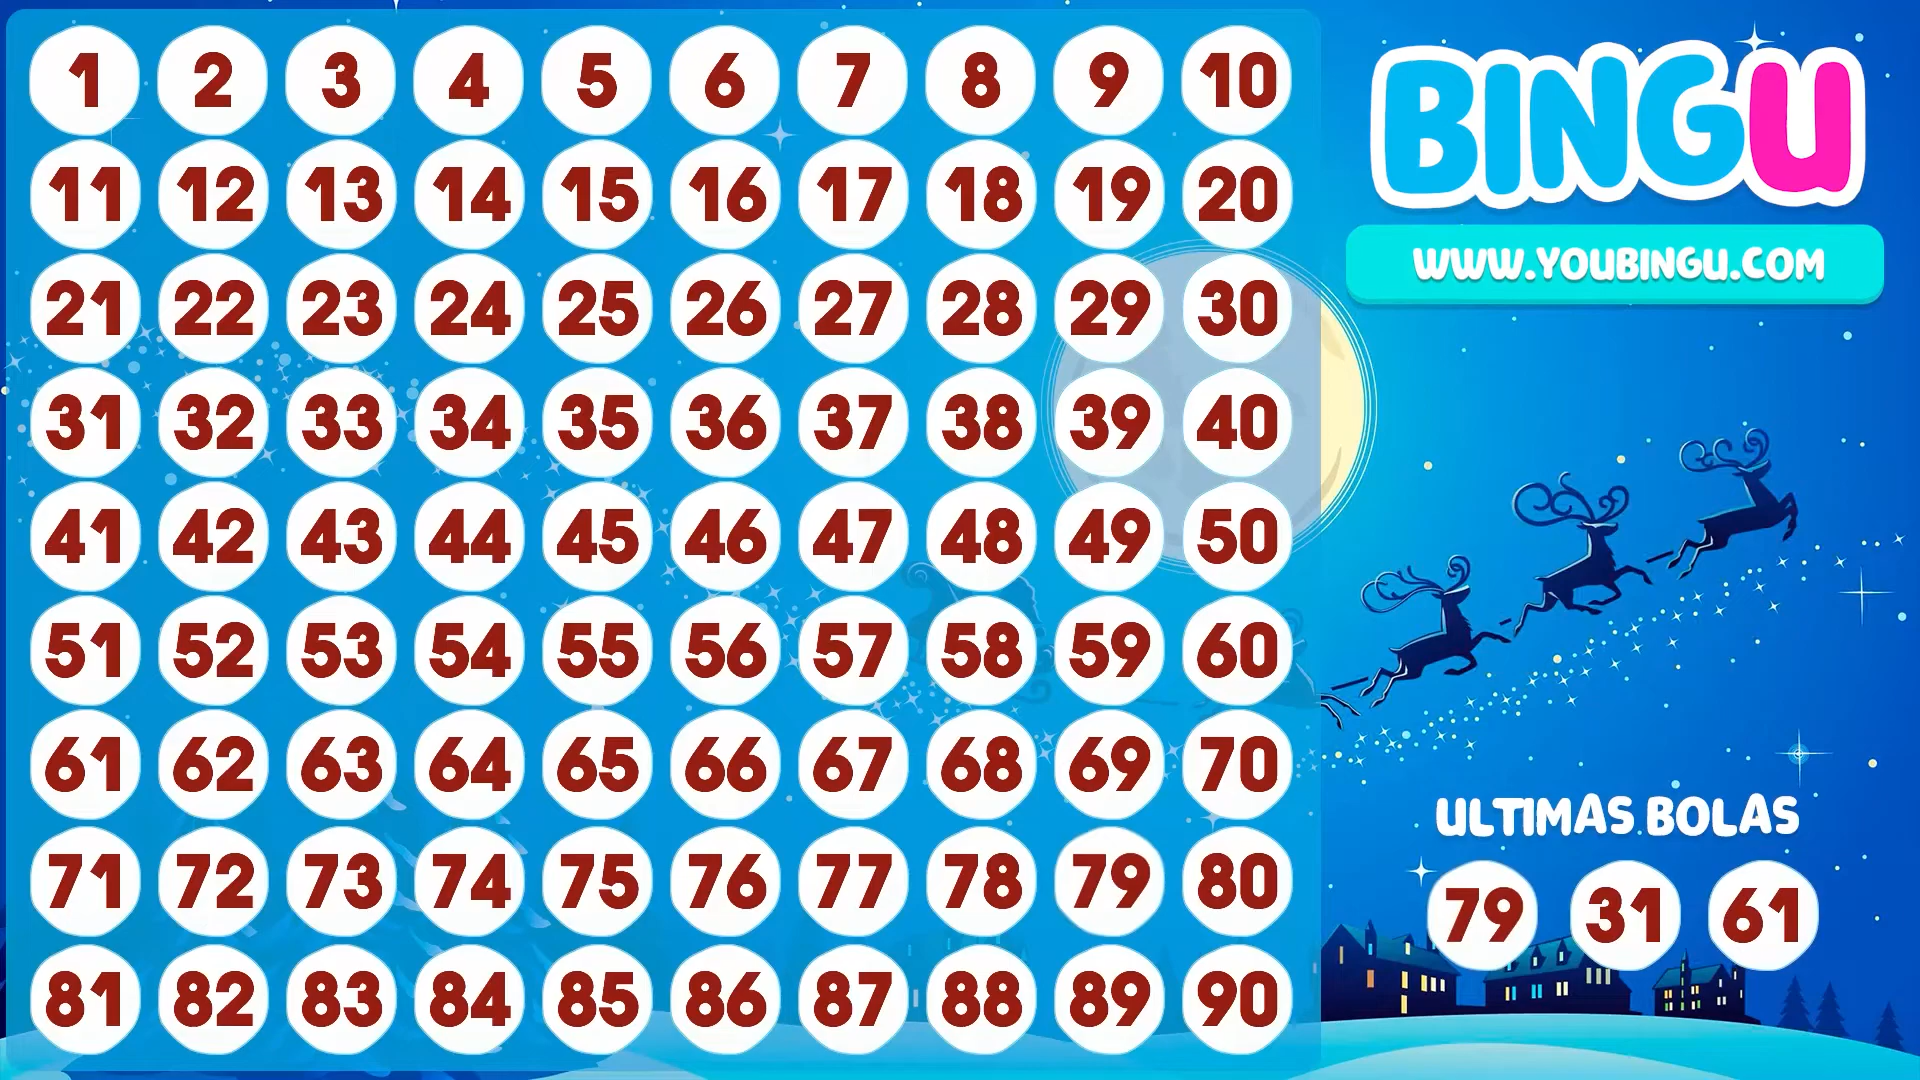 1 2 3 4 5 6 7 8 9 10
11 12 13 14 15 16 17 18 19 20
21 22 23 24 25 26 27 28 29 30
31 32 33 34 35 36 37 38 39 40
41 42 43 44 45 46 47 48 49 50
51 52 53 54 55 56 57 58 59 60
61 62 63 64 65 66 67 68 69 70
71 72 73 74 75 76 77 78 79 80
81 82 83 84 85 86 87 88 89 90
BINGU
WWW.YOUBINGU.COM
ULTIMAS BOLAS
79 31 61